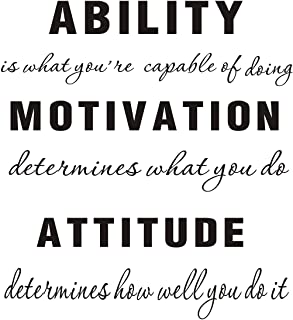 ABILITY
is what you're capable of doing
MOTIVATION
determines what you do
ATTITUDE
determines how well you do it